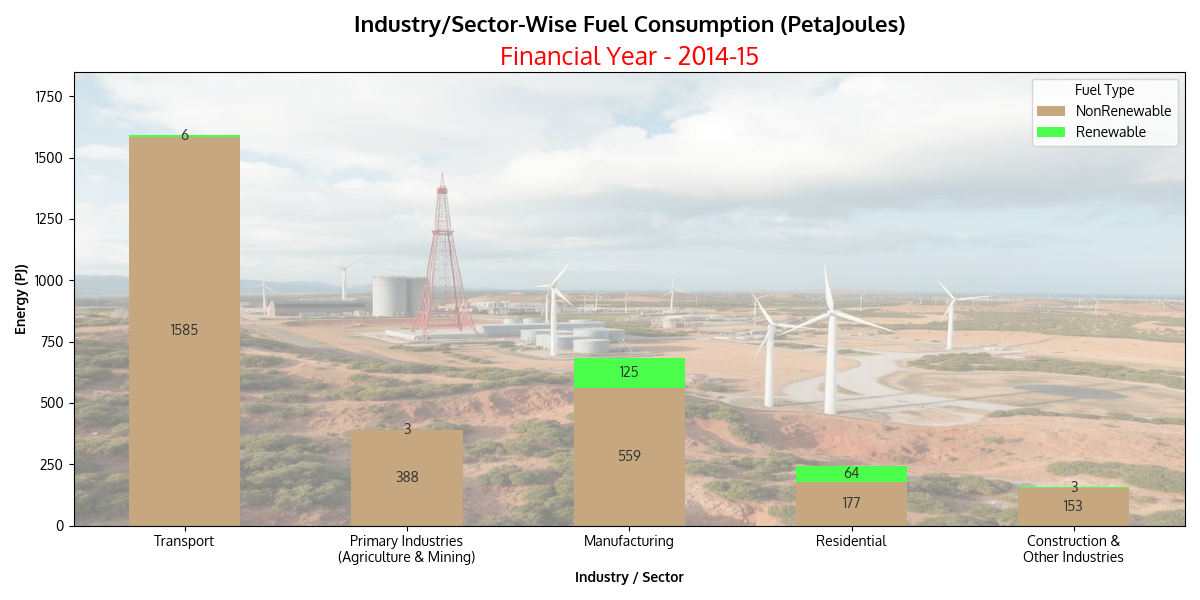 Industry/Sector-Wise Fuel Consumption (PetaJoules)
Financial Year - 2014-15
Fuel Type
NonRenewable
Renewable
Energy (PJ)
1750
1500
1250
1000
750
500
250
0
6
1585
3
388
125
559
64
177
3
153
Transport
Primary Industries
(Agriculture & Mining)
Manufacturing
Residential
Construction &
Other Industries
Industry / Sector